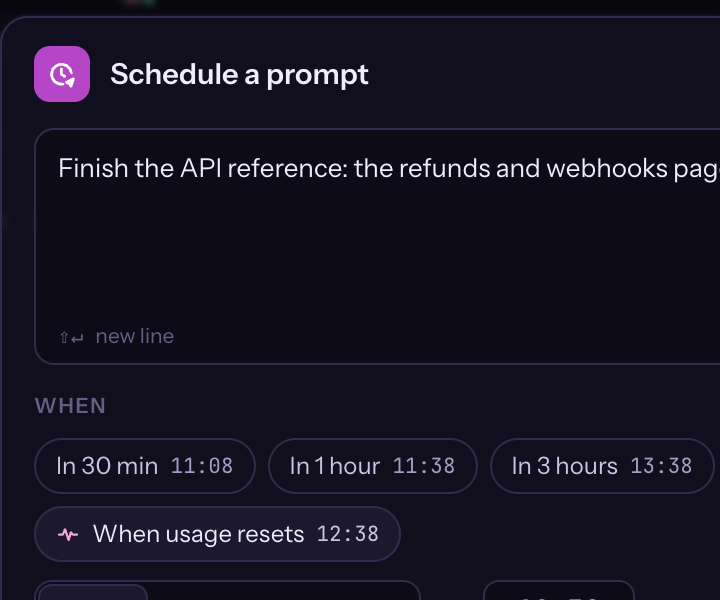 Schedule a prompt
Finish the API reference: the refunds and webhooks
⇧↵ new line
WHEN
In 30 min 11:08
In 1 hour 11:38
In 3 hours 13:38
When usage resets 12:38